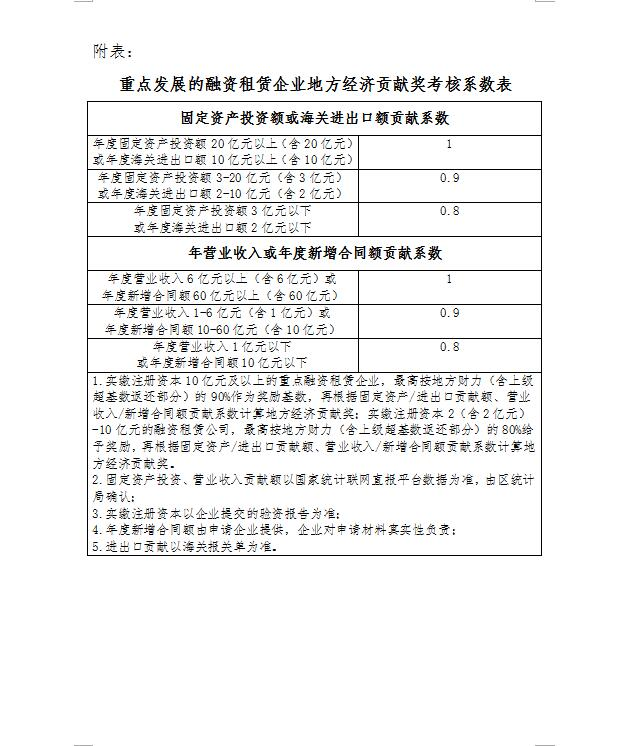 附表：
重点发展的融资租赁企业地方经济贡献奖考核系数表
固定资产投资额或海关进出口额贡献系数
年度固定资产投资额 20 亿元以上（含 20 亿元）
或年度海关进出口额 10 亿元以上（含 10 亿元）
1
年度固定资产投资额 3-20 亿元（含 3 亿元）
或年度海关进出口额 2-10 亿元（含 2 亿元）
0.9
年度固定资产投资额 3 亿元以下
或年度海关进出口额 2 亿元以下
0.8
年营业收入或年度新增合同额贡献系数
年度营业收入 6 亿元以上（含 6 亿元）或
年度新增合同额 60 亿元以上（含 60 亿元）
1
年度营业收入 1-6 亿元（含 1 亿元）或
年度新增合同额 10-60 亿元（含 10 亿元）
0.9
年度营业收入 1 亿元以下
或年度新增合同额 10 亿元以下
0.8
1.实缴注册资本 10 亿元及以上的重点融资租赁企业，最高按地方财力（含上级
超基数返还部分）的 90%作为奖励基数，再根据固定资产/进出口贡献额、营业
收入/新增合同额贡献系数计算地方经济贡献奖；实缴注册资本 2（含 2 亿元）
-10 亿元的融资租赁公司，最高按地方财力（含上级超基数返还部分）的 80%给
予奖励，再根据固定资产/进出口贡献额、营业收入/新增合同额贡献系数计算地
方经济贡献奖。
2.固定资产投资、营业收入贡献额以国家统计联网直报平台数据为准，由区统计
局确认；
3.实缴注册资本以企业提交的验资报告为准；
4.年度新增合同额由申请企业提供，企业对申请材料真实性负责；
5.进出口贡献以海关报关单为准。